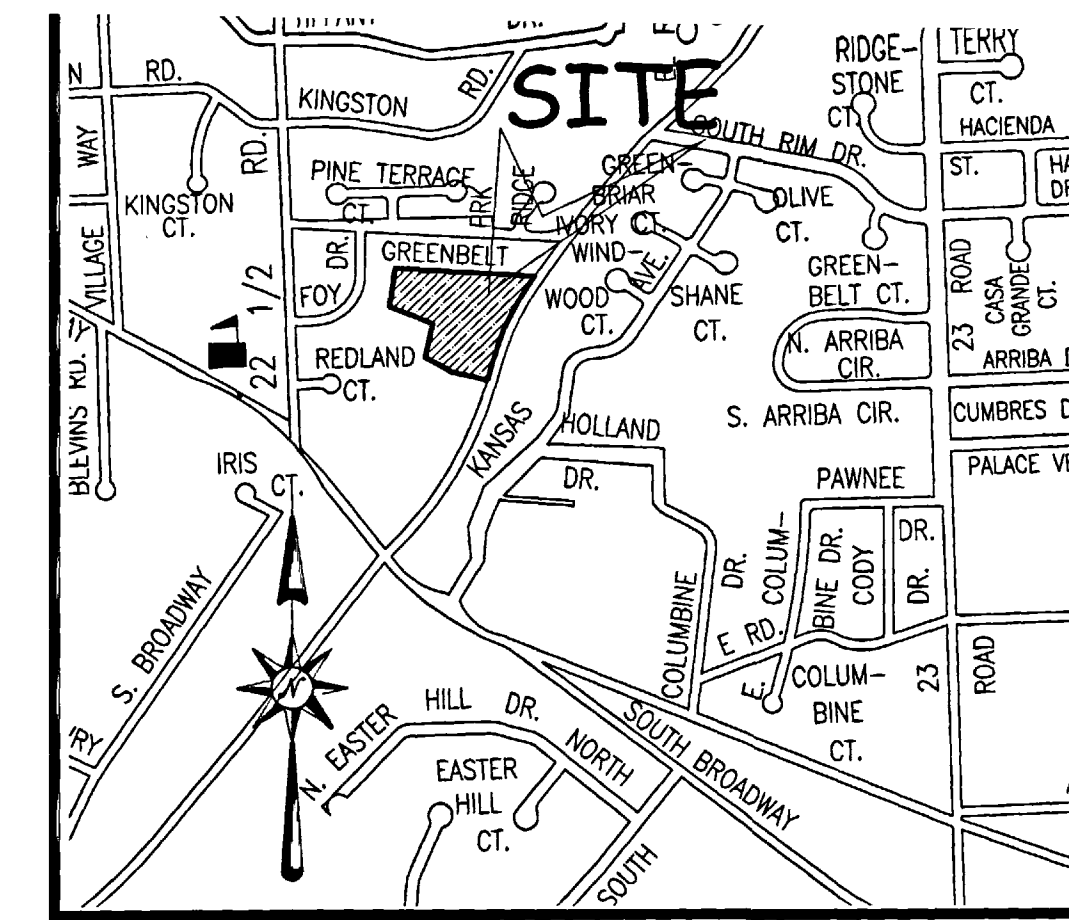 TIFFANY
DR.
N RD.
KINGSTON
RD.
SITE
RIDGE-
STONE
CT.
TERRY
CT.
HACIENDA
WAY
RD.
SOUTH RIM DR.
ST.
PINE TERRACE
CT.
GREEN-
BRIAR
CT.
RIDGE
KINGSTON
CT.
OLIVE
CT.
IVORY
VILLAGE
22 1/2
DR.
GREENBELT
WIND-
WOOD
CT.
AVE.
SHANE
CT.
GREEN-
BELT CT.
23 ROAD
CASA
GRANDE
CT.
FOY
N. ARRIBA
CIR.
ARRIBA
REDLAND
CT.
BLEVINS RD.
S. ARRIBA CIR.
CUMBRES
KANSAS
HOLLAND
DR.
IRIS
CT.
PAWNEE
DR.
PALACE
COLUM-
BINE DR.
CODY
DR.
S. BROADWAY
COLUMBINE
DR.
E RD.
E.
COLUM-
BINE
CT.
23
ROAD
N
RY
N. EASTER
HILL DR.
NORTH
SOUTH BROADWAY
EASTER
HILL
CT.
SOUTH